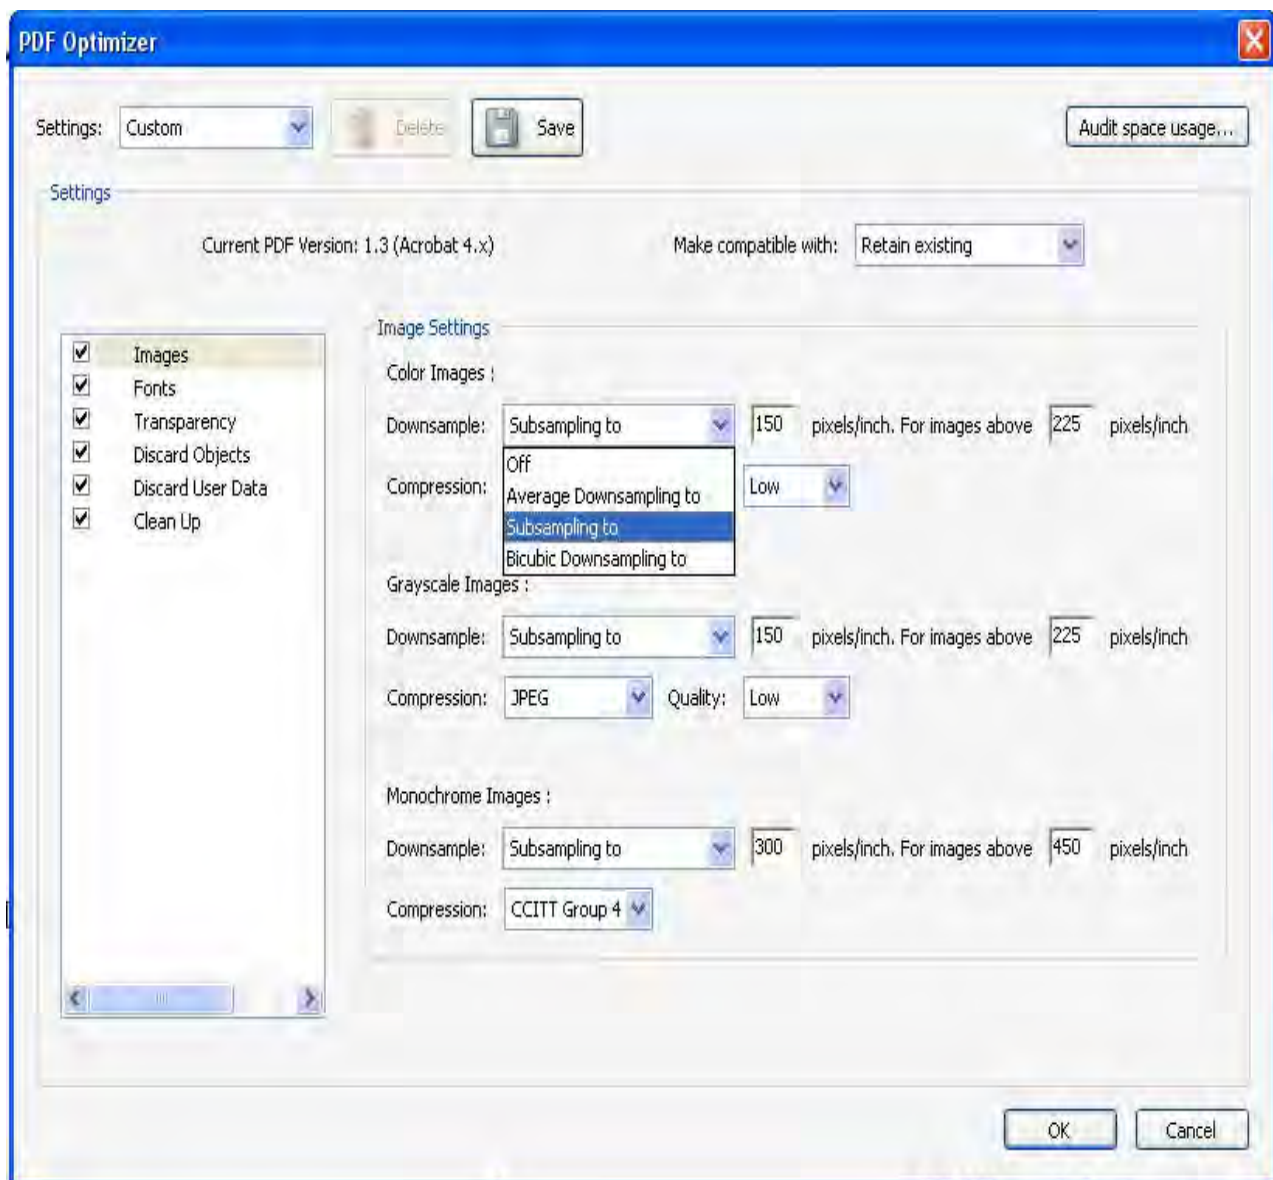 PDF Optimizer
Settings: Custom Delete Save Audit space usage...
Settings
Current PDF Version: 1.3 (Acrobat 4.x) Make compatible with: Retain existing
Images
Fonts
Transparency
Discard Objects
Discard User Data
Clean Up
Image Settings
Color Images :
Downsample: Subsampling to 150 pixels/inch. For images above 225 pixels/inch
Off
Average Downsampling to
Subsampling to
Bicubic Downsampling to
Compression: Low
Grayscale Images :
Downsample: Subsampling to 150 pixels/inch. For images above 225 pixels/inch
Compression: JPEG Quality: Low
Monochrome Images :
Downsample: Subsampling to 300 pixels/inch. For images above 450 pixels/inch
Compression: CCITT Group 4
OK Cancel